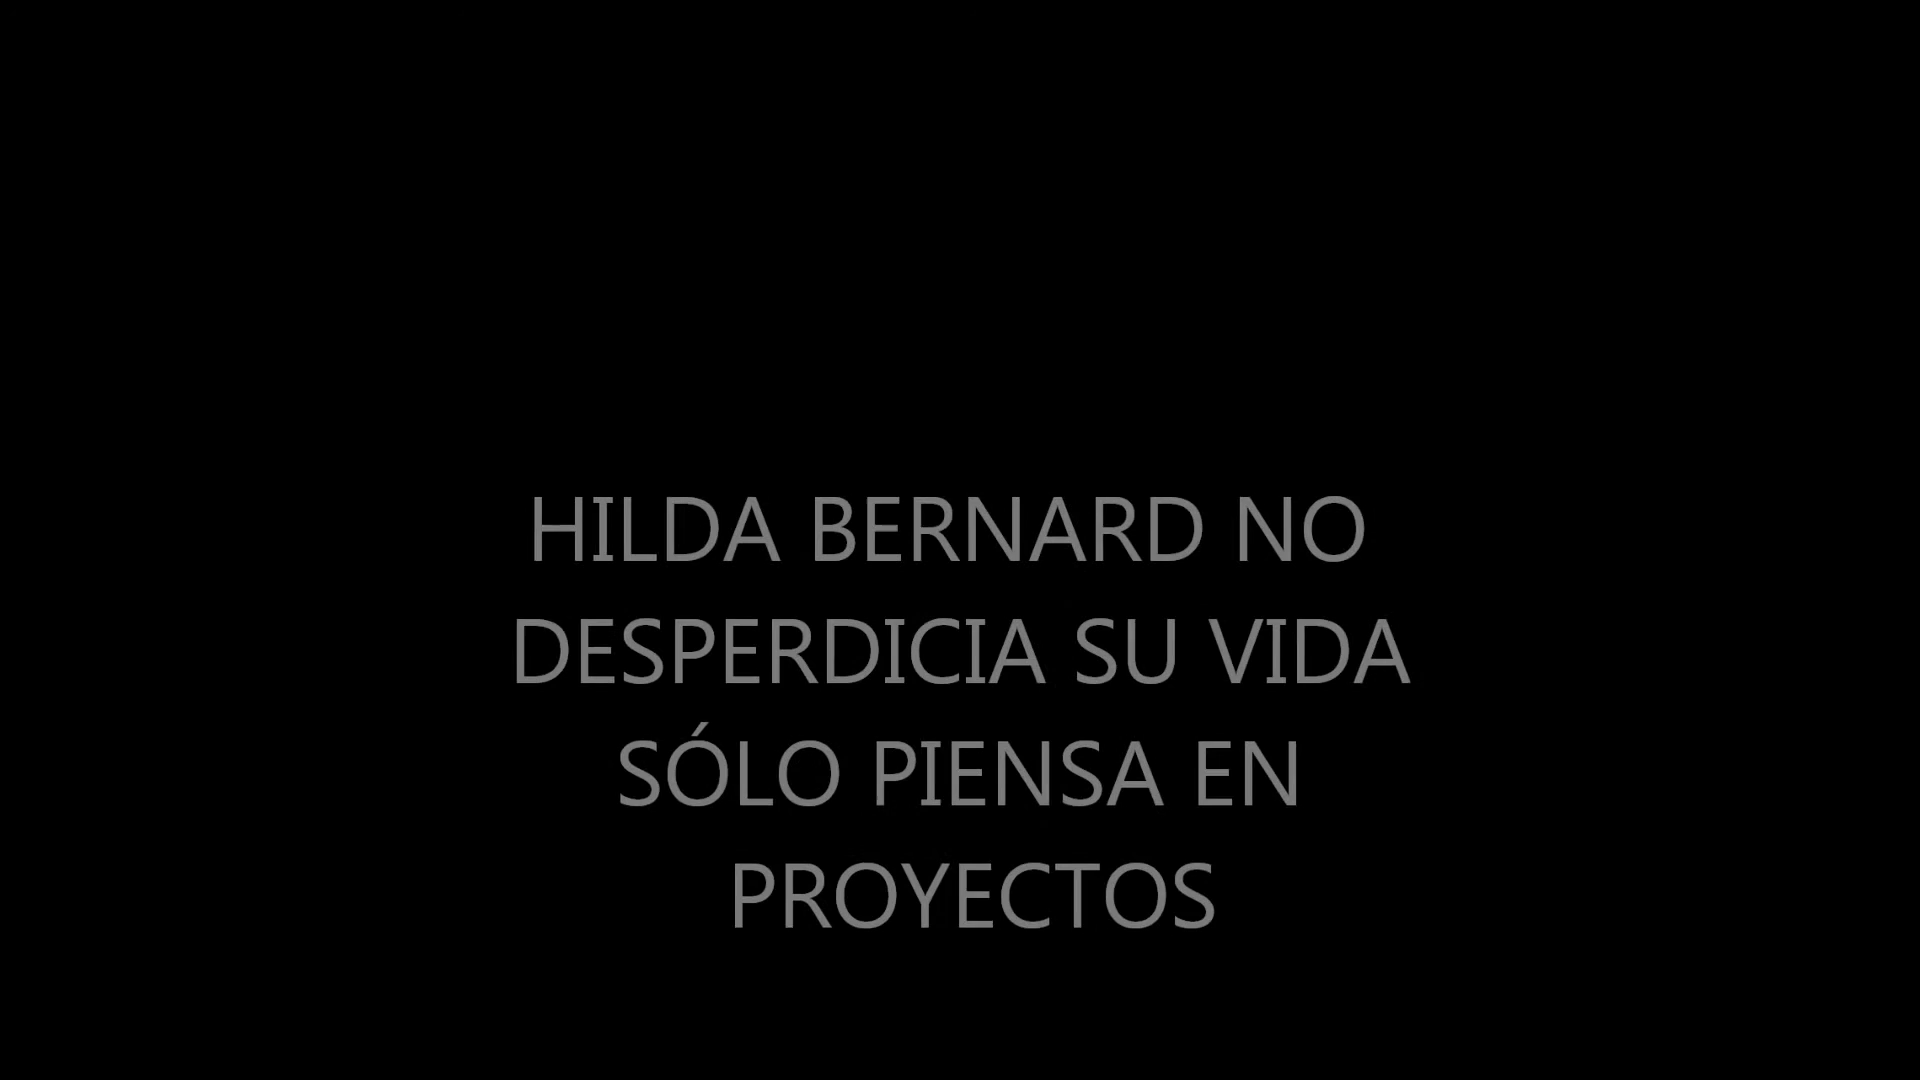 HILDA BERNARD NO
DESPERDICIA SU VIDA
SÓLO PIENSA EN
PROYECTOS